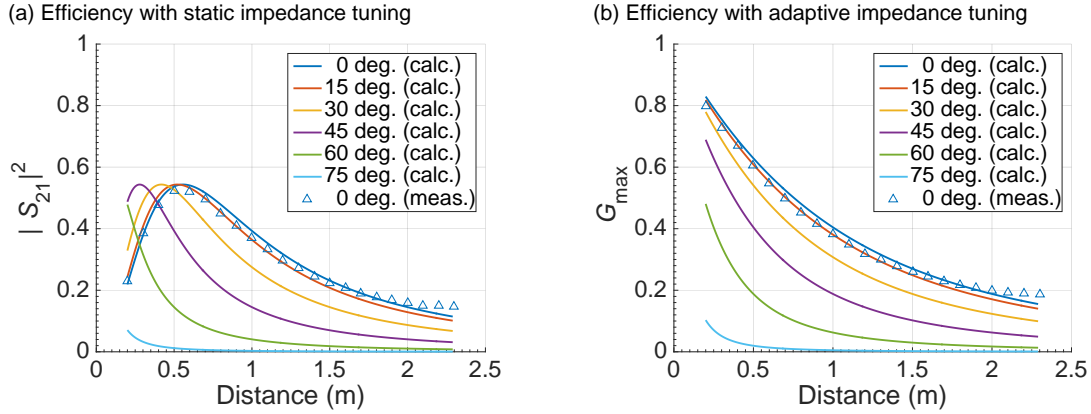 (a) Efficiency with static impedance tuning
1
0.8
0.6
0.4
0.2
0
| S21|2
0 deg. (calc.)
15 deg. (calc.)
30 deg. (calc.)
45 deg. (calc.)
60 deg. (calc.)
75 deg. (calc.)
0 deg. (meas.)
0 0.5 1 1.5 2 2.5
Distance (m)
(b) Efficiency with adaptive impedance tuning
1
0.8
0.6
0.4
0.2
0
Gmax
0 deg. (calc.)
15 deg. (calc.)
30 deg. (calc.)
45 deg. (calc.)
60 deg. (calc.)
75 deg. (calc.)
0 deg. (meas.)
0 0.5 1 1.5 2 2.5
Distance (m)